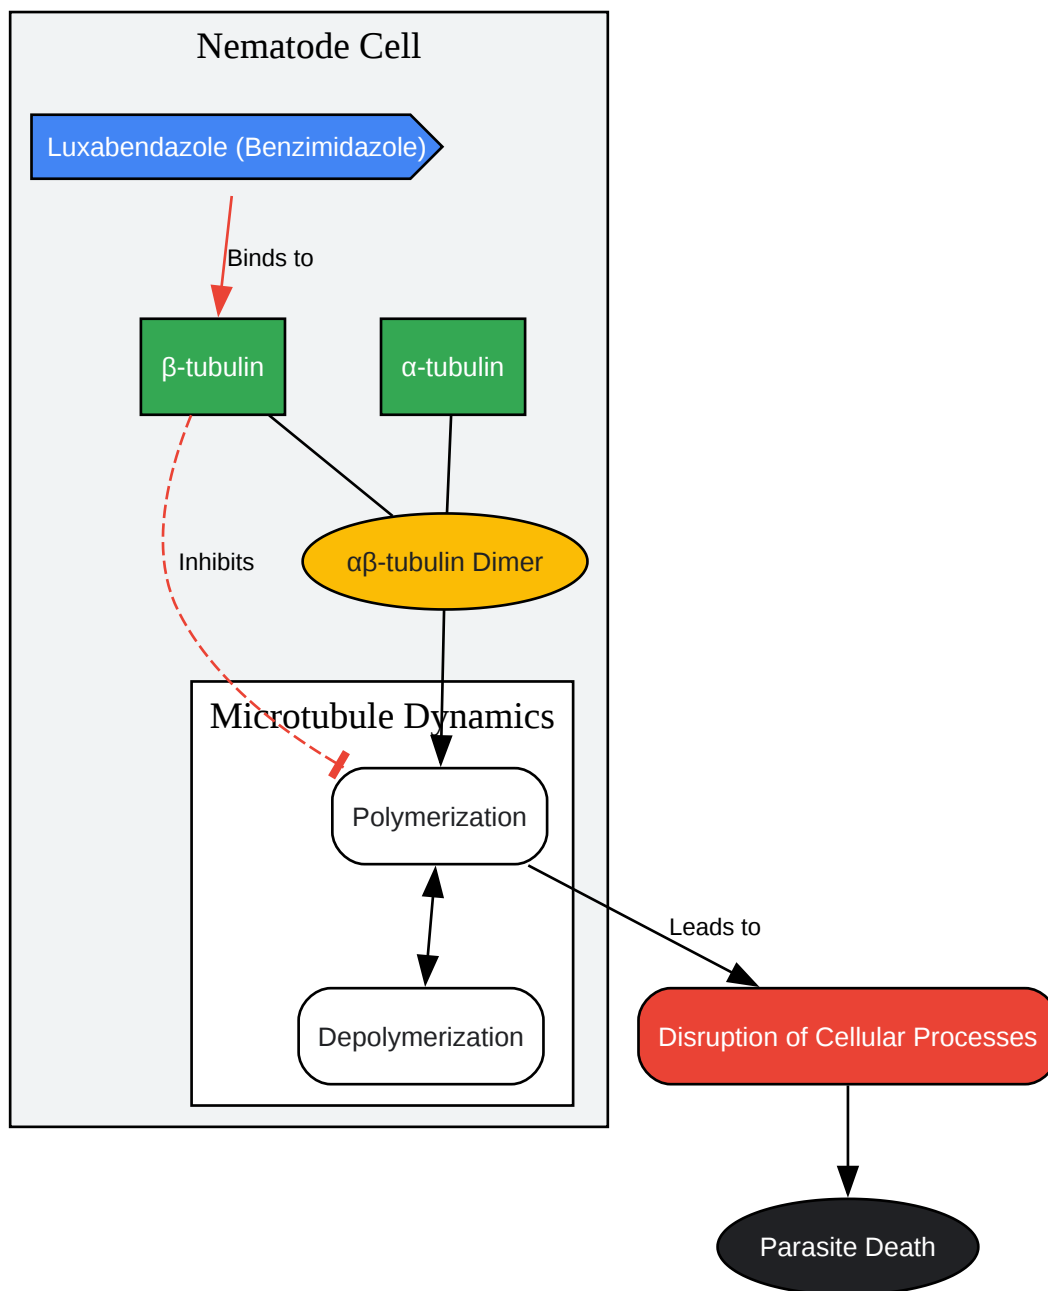 Nematode Cell
Luxabendazole (Benzimidazole)
Binds to
β-tubulin
α-tubulin
Inhibits
αβ-tubulin Dimer
Microtubule Dynamics
Polymerization
Leads to
Depolymerization
Disruption of Cellular Processes
Parasite Death